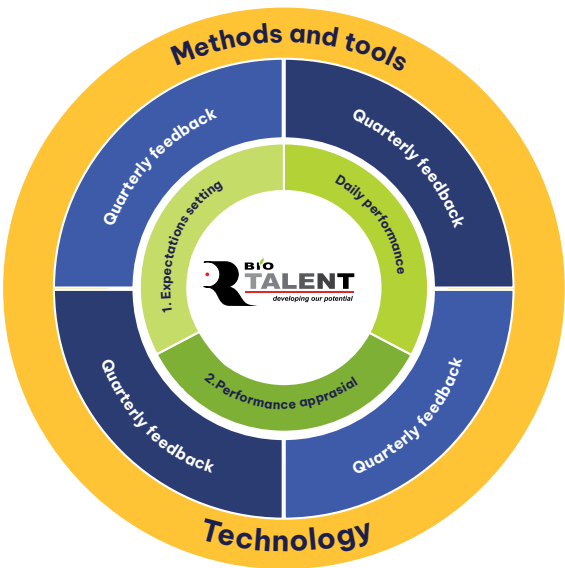 Methods and tools
Quarterly feedback
Quarterly feedback
1. Expectations setting
Daily performance
BIO
TALENT
developing our potential
2.Performance apprasial
Quarterly feedback
Quarterly feedback
Technology